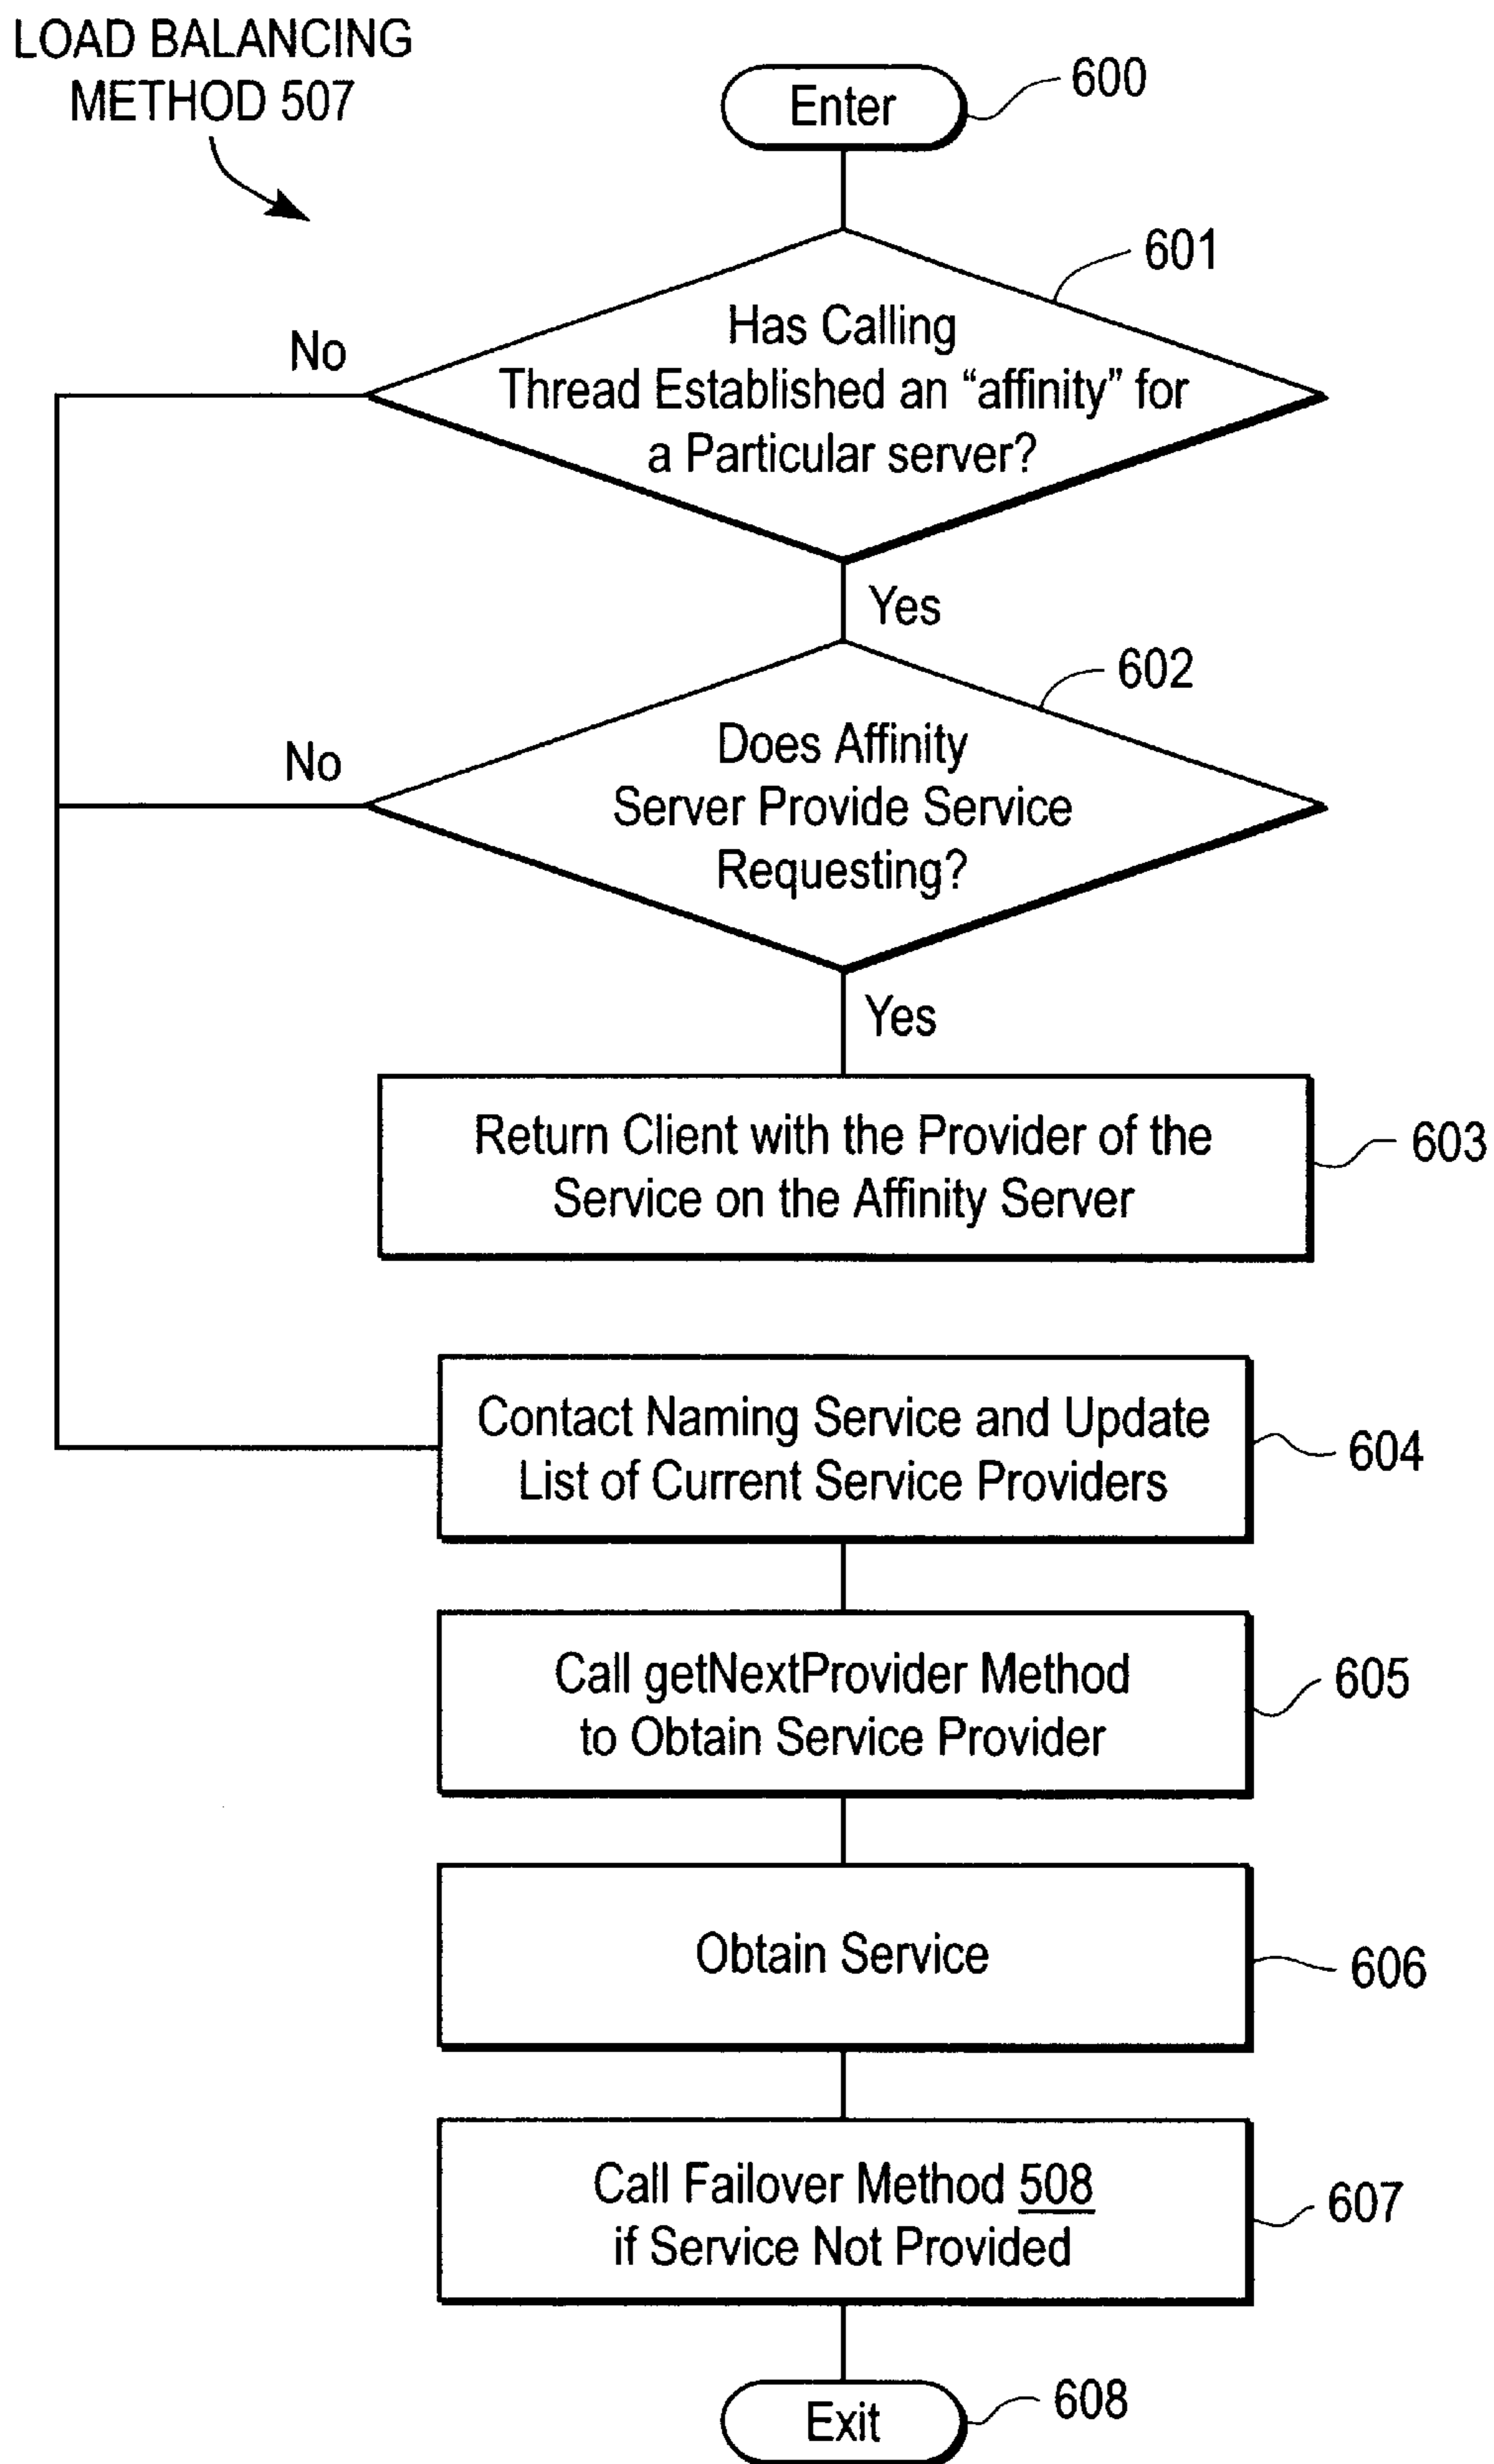 LOAD BALANCING
METHOD 507
Enter
600
601
Has Calling
Thread Established an “affinity” for
a Particular server?
No
Yes
602
Does Affinity
Server Provide Service
Requesting?
No
Yes
Return Client with the Provider of the
Service on the Affinity Server
603
Contact Naming Service and Update
List of Current Service Providers
604
Call getNextProvider Method
to Obtain Service Provider
605
Obtain Service
606
Call Failover Method 508
if Service Not Provided
607
Exit
608